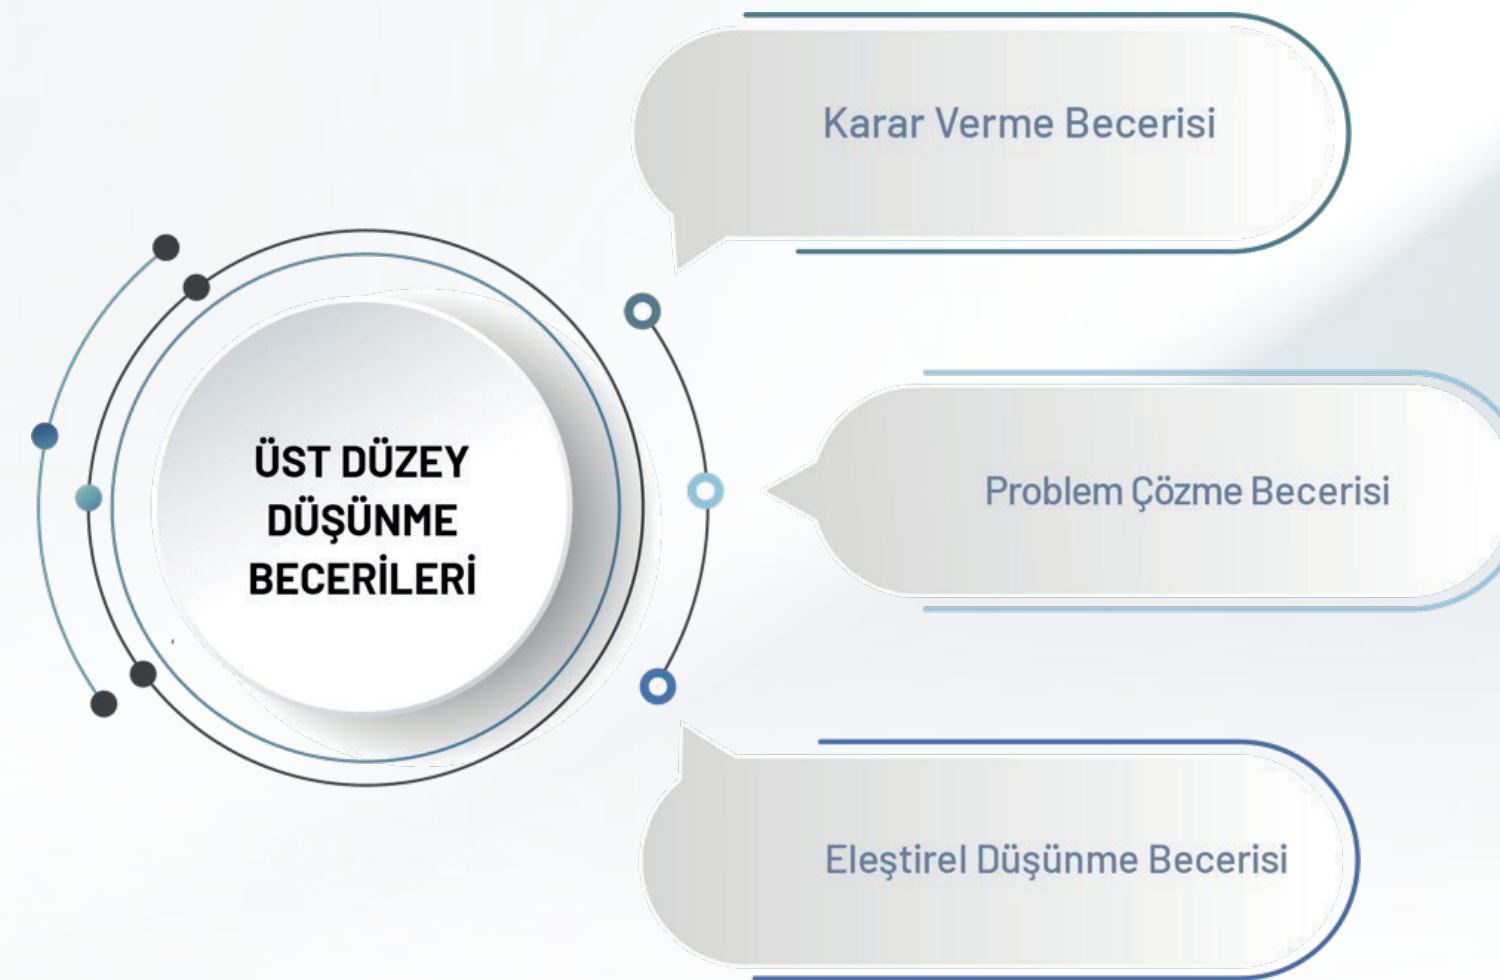 Karar Verme Becerisi
ÜST DÜZEY
DÜŞÜNME
BECERİLERİ
Problem Çözme Becerisi
Eleştirel Düşünme Becerisi